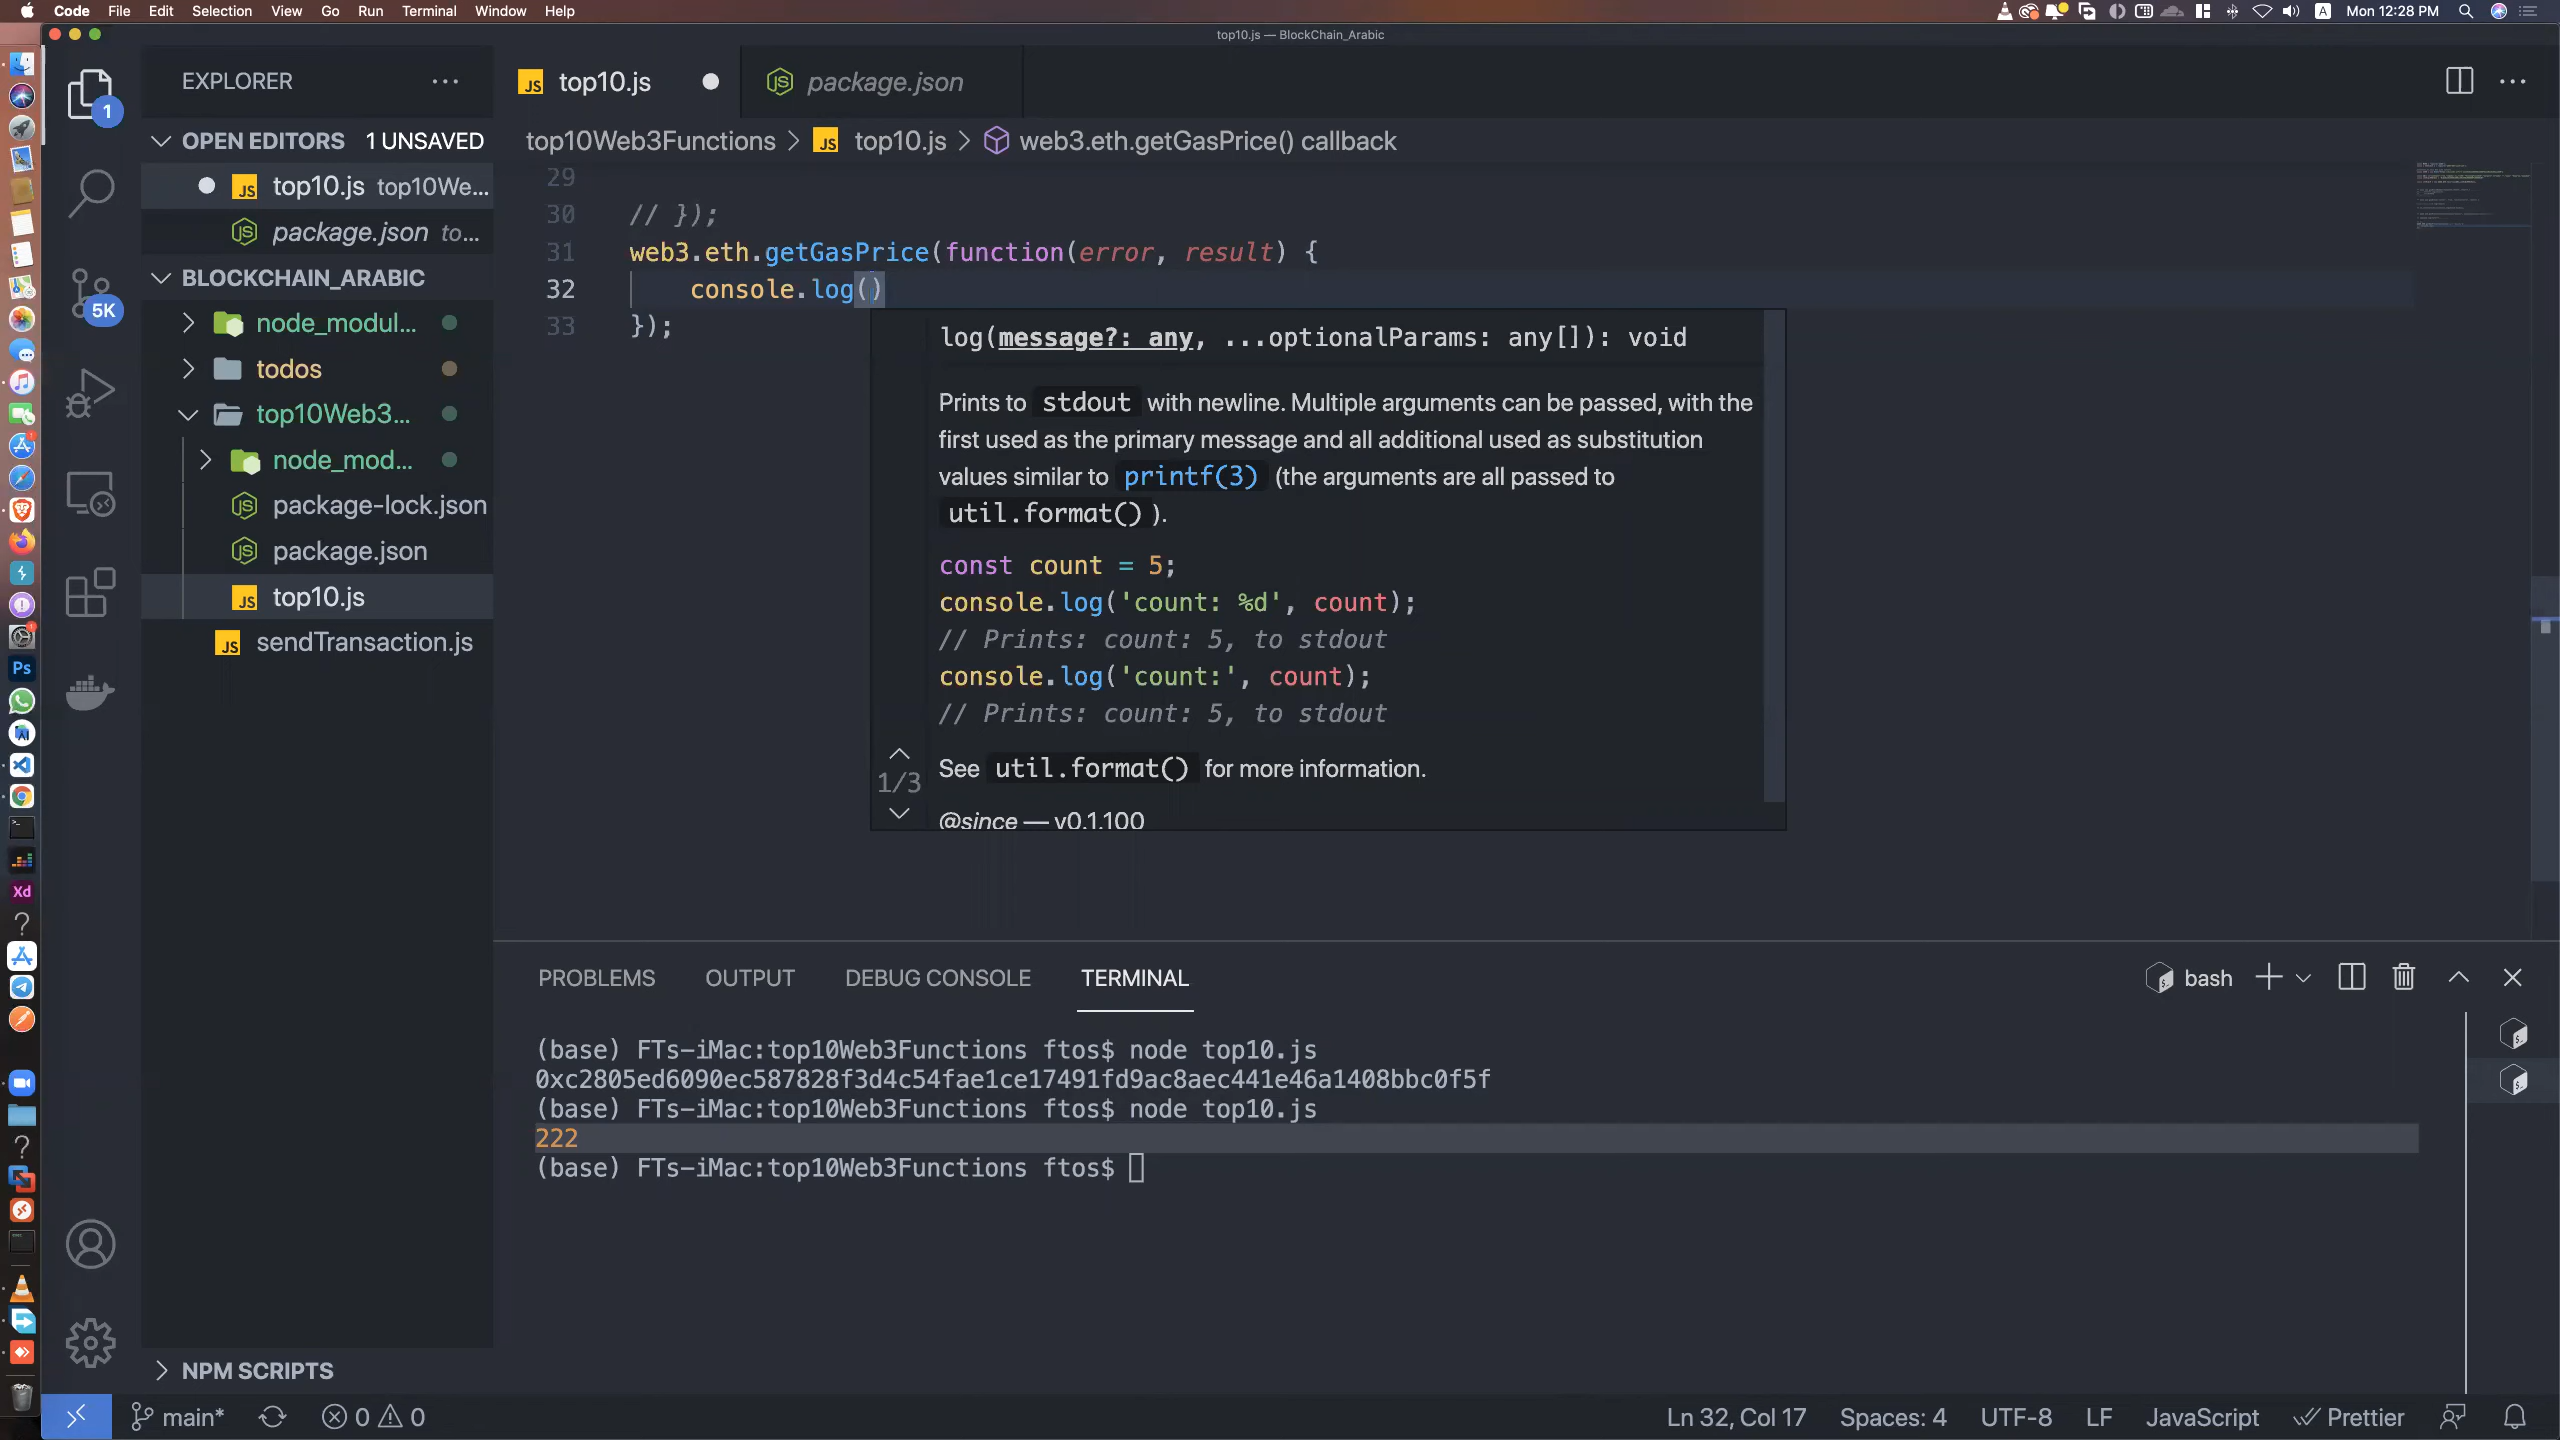 Code File Edit Selection View Go Run Terminal Window Help
A Mon 12:28 PM
top10.js — BlockChain_Arabic
EXPLORER
top10.js
package.json
OPEN EDITORS 1 UNSAVED
top10.js top10We...
package.json to...
BLOCKCHAIN_ARABIC
node_modul...
todos
top10Web3...
node_mod...
package-lock.json
package.json
top10.js
sendTransaction.js
NPM SCRIPTS
1
5K
top10Web3Functions > top10.js > web3.eth.getGasPrice() callback
29
30 // });
31 web3.eth.getGasPrice(function(error, result) {
32 console.log()
33 });
log(message?: any, ...optionalParams: any[]): void
Prints to stdout with newline. Multiple arguments can be passed, with the
first used as the primary message and all additional used as substitution
values similar to printf(3) (the arguments are all passed to
util.format() ).
const count = 5;
console.log('count: %d', count);
// Prints: count: 5, to stdout
console.log('count:', count);
// Prints: count: 5, to stdout
See util.format() for more information.
1/3
@since — v0.1.100
PROBLEMS OUTPUT DEBUG CONSOLE TERMINAL
bash
(base) FTs-iMac:top10Web3Functions ftos$ node top10.js
0xc2805ed6090ec587828f3d4c54fae1ce17491fd9ac8aec441e46a1408bbc0f5f
(base) FTs-iMac:top10Web3Functions ftos$ node top10.js
222
(base) FTs-iMac:top10Web3Functions ftos$
Ps
Xd
main* 0 0
Ln 32, Col 17 Spaces: 4 UTF-8 LF JavaScript Prettier